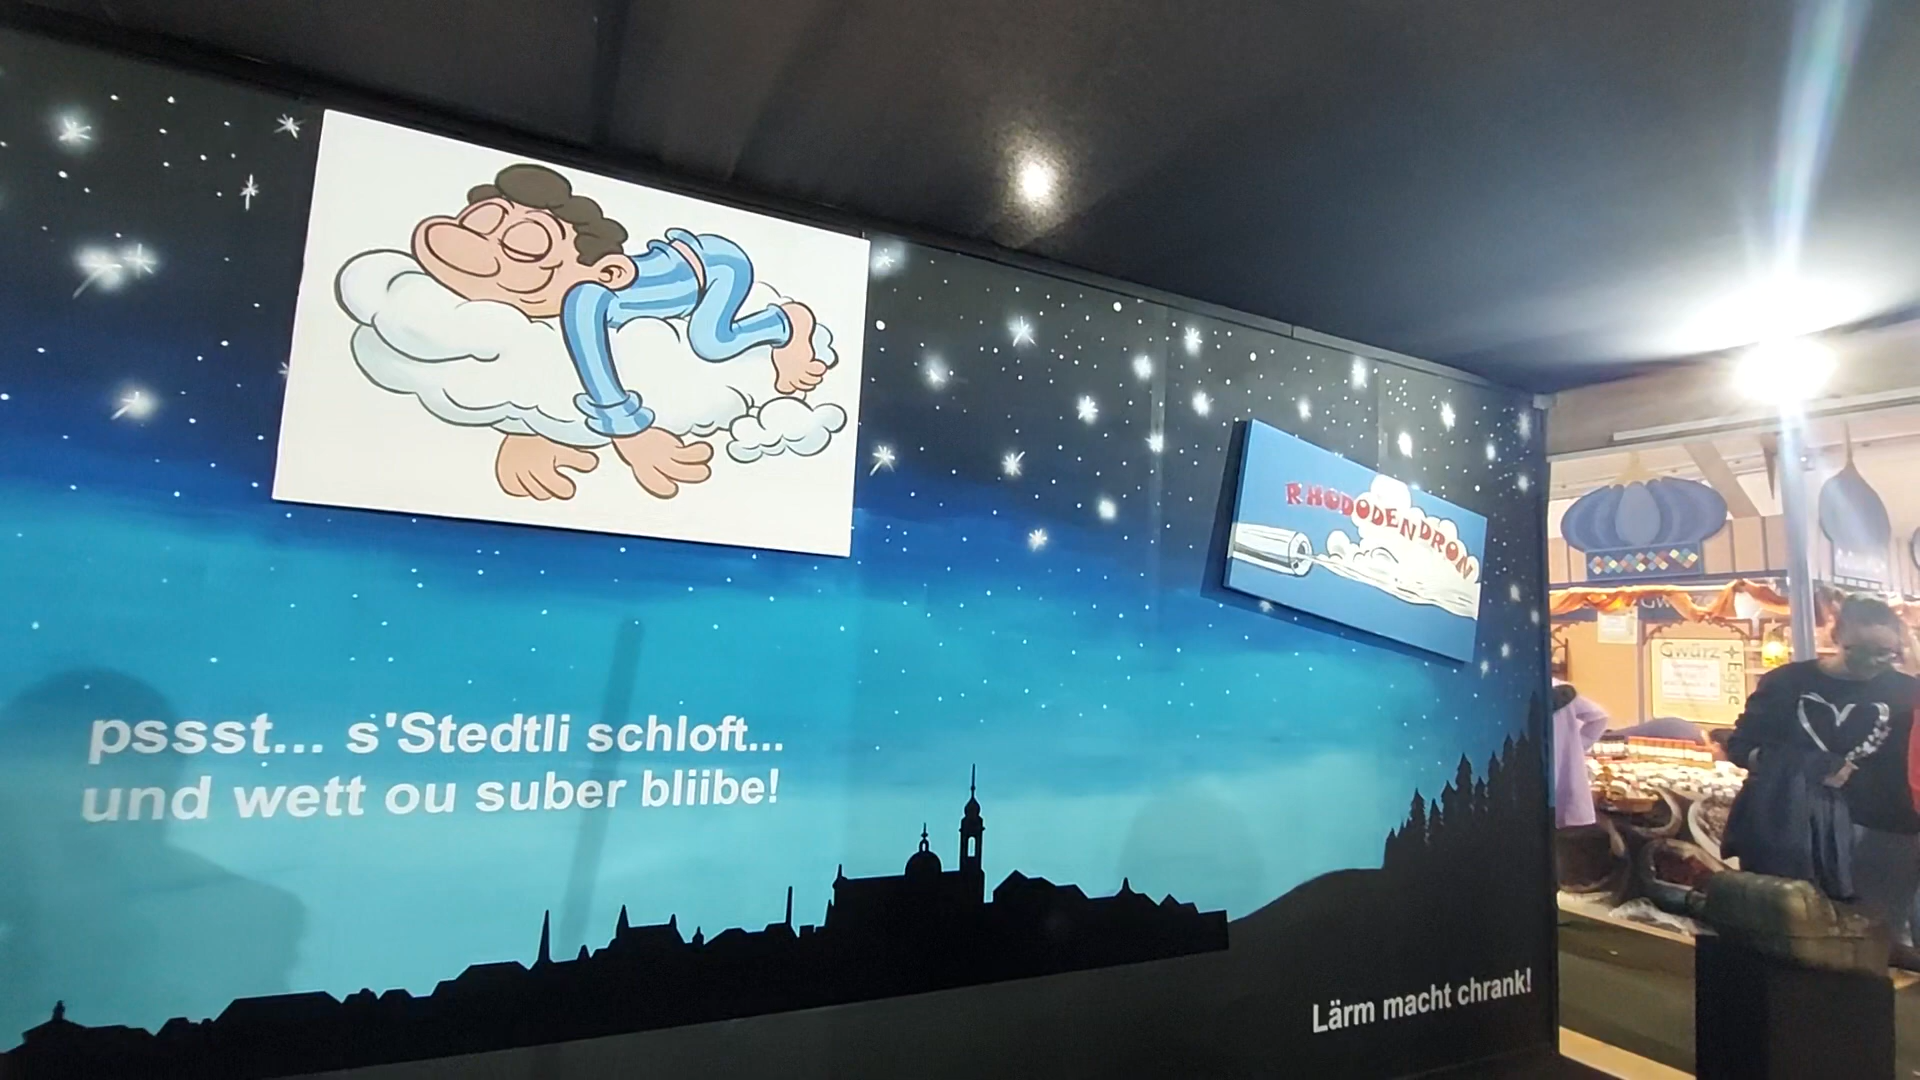 pssst... s'Stedtli schloft...
und wett ou suber bliibe!
RHODODENDRON
Lärm macht chrank!
Gwürz
Egge